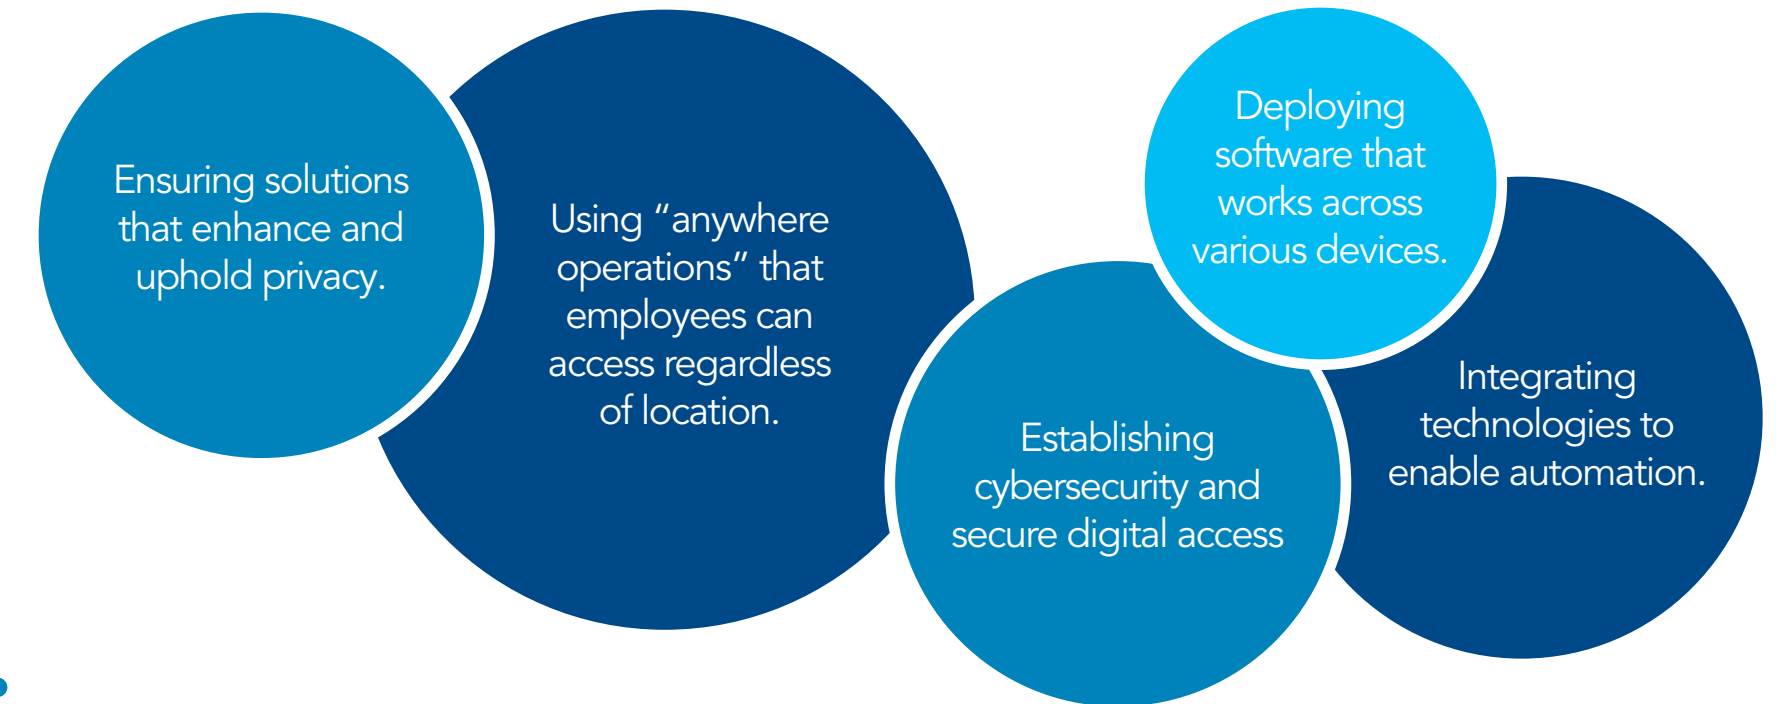 Ensuring solutions
that enhance and
uphold privacy.
Using “anywhere
operations” that
employees can
access regardless
of location.
Establishing
cybersecurity and
secure digital access
Deploying
software that
works across
various devices.
Integrating
technologies to
enable automation.